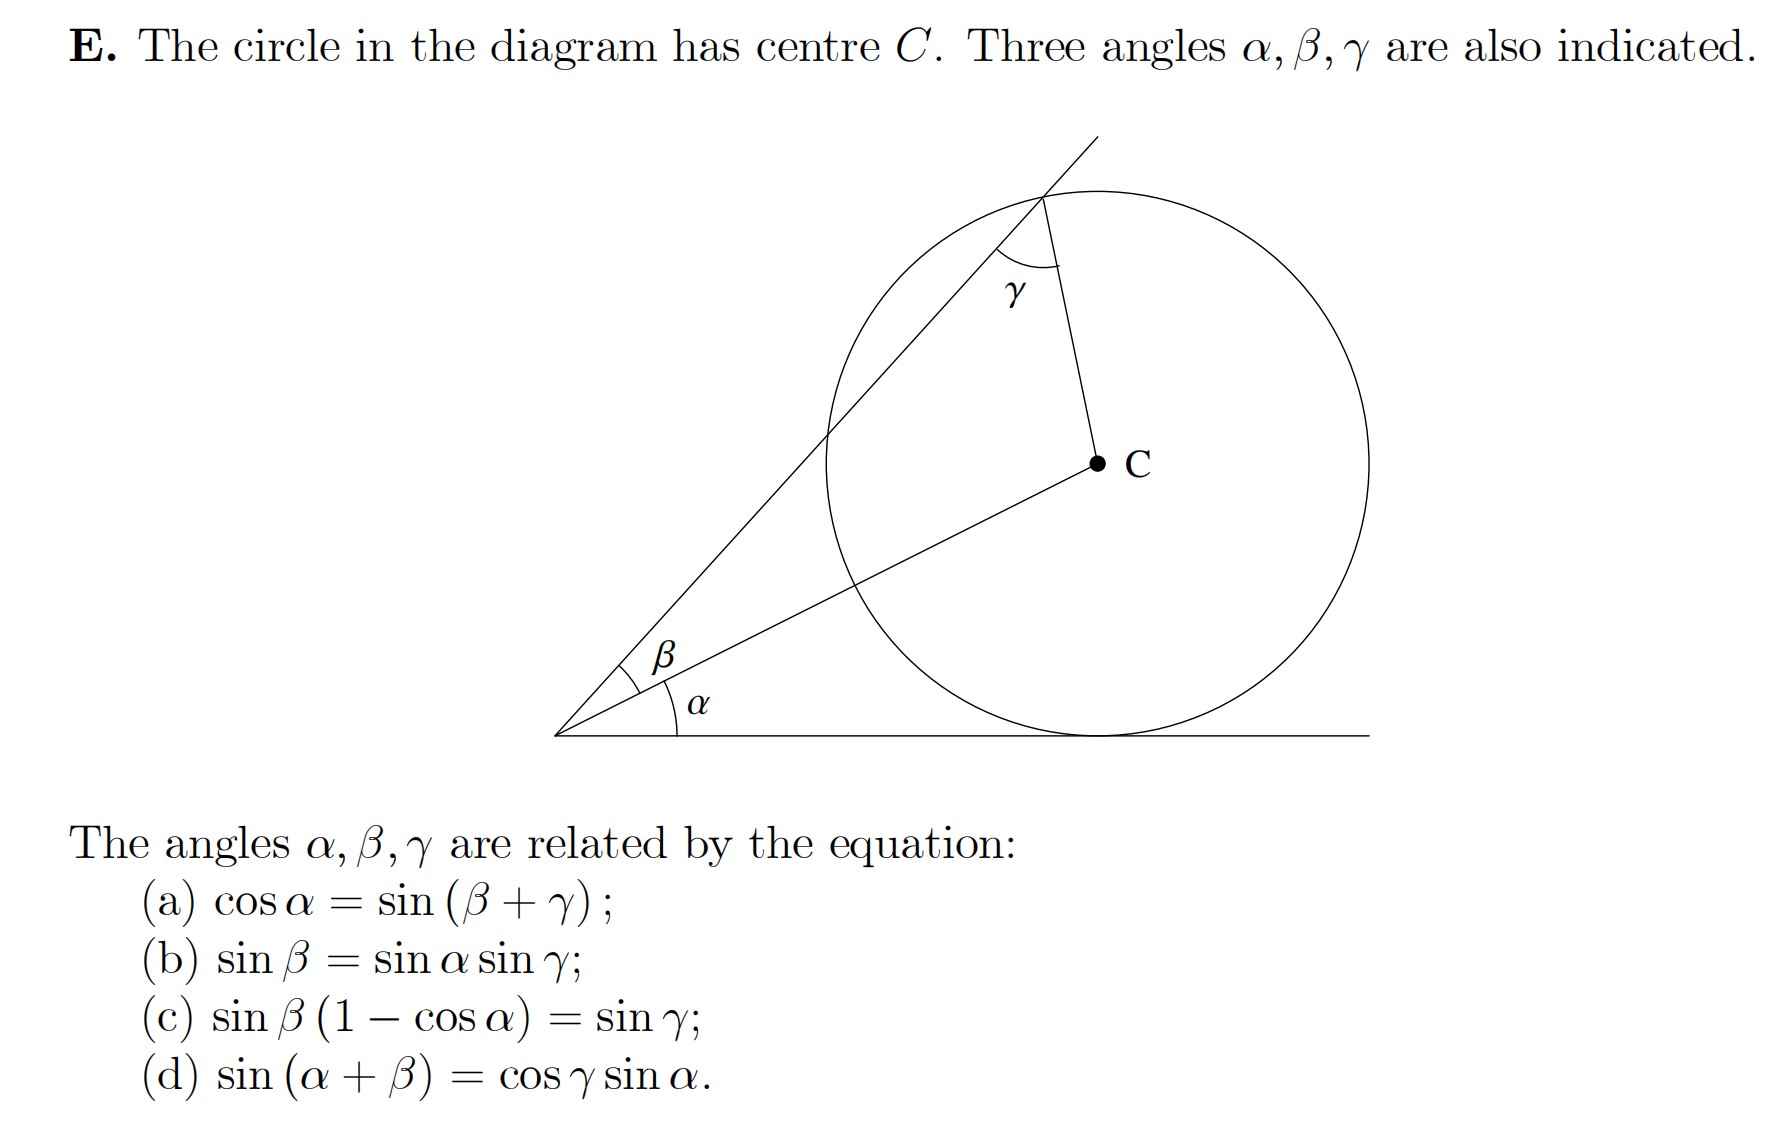 E. The circle in the diagram has centre C. Three angles α, β, γ are also indicated.
γ
C
β
α
The angles α, β, γ are related by the equation:
(a) cos α = sin (β + γ) ;
(b) sin β = sin α sin γ;
(c) sin β (1 − cos α) = sin γ;
(d) sin (α + β) = cos γ sin α.